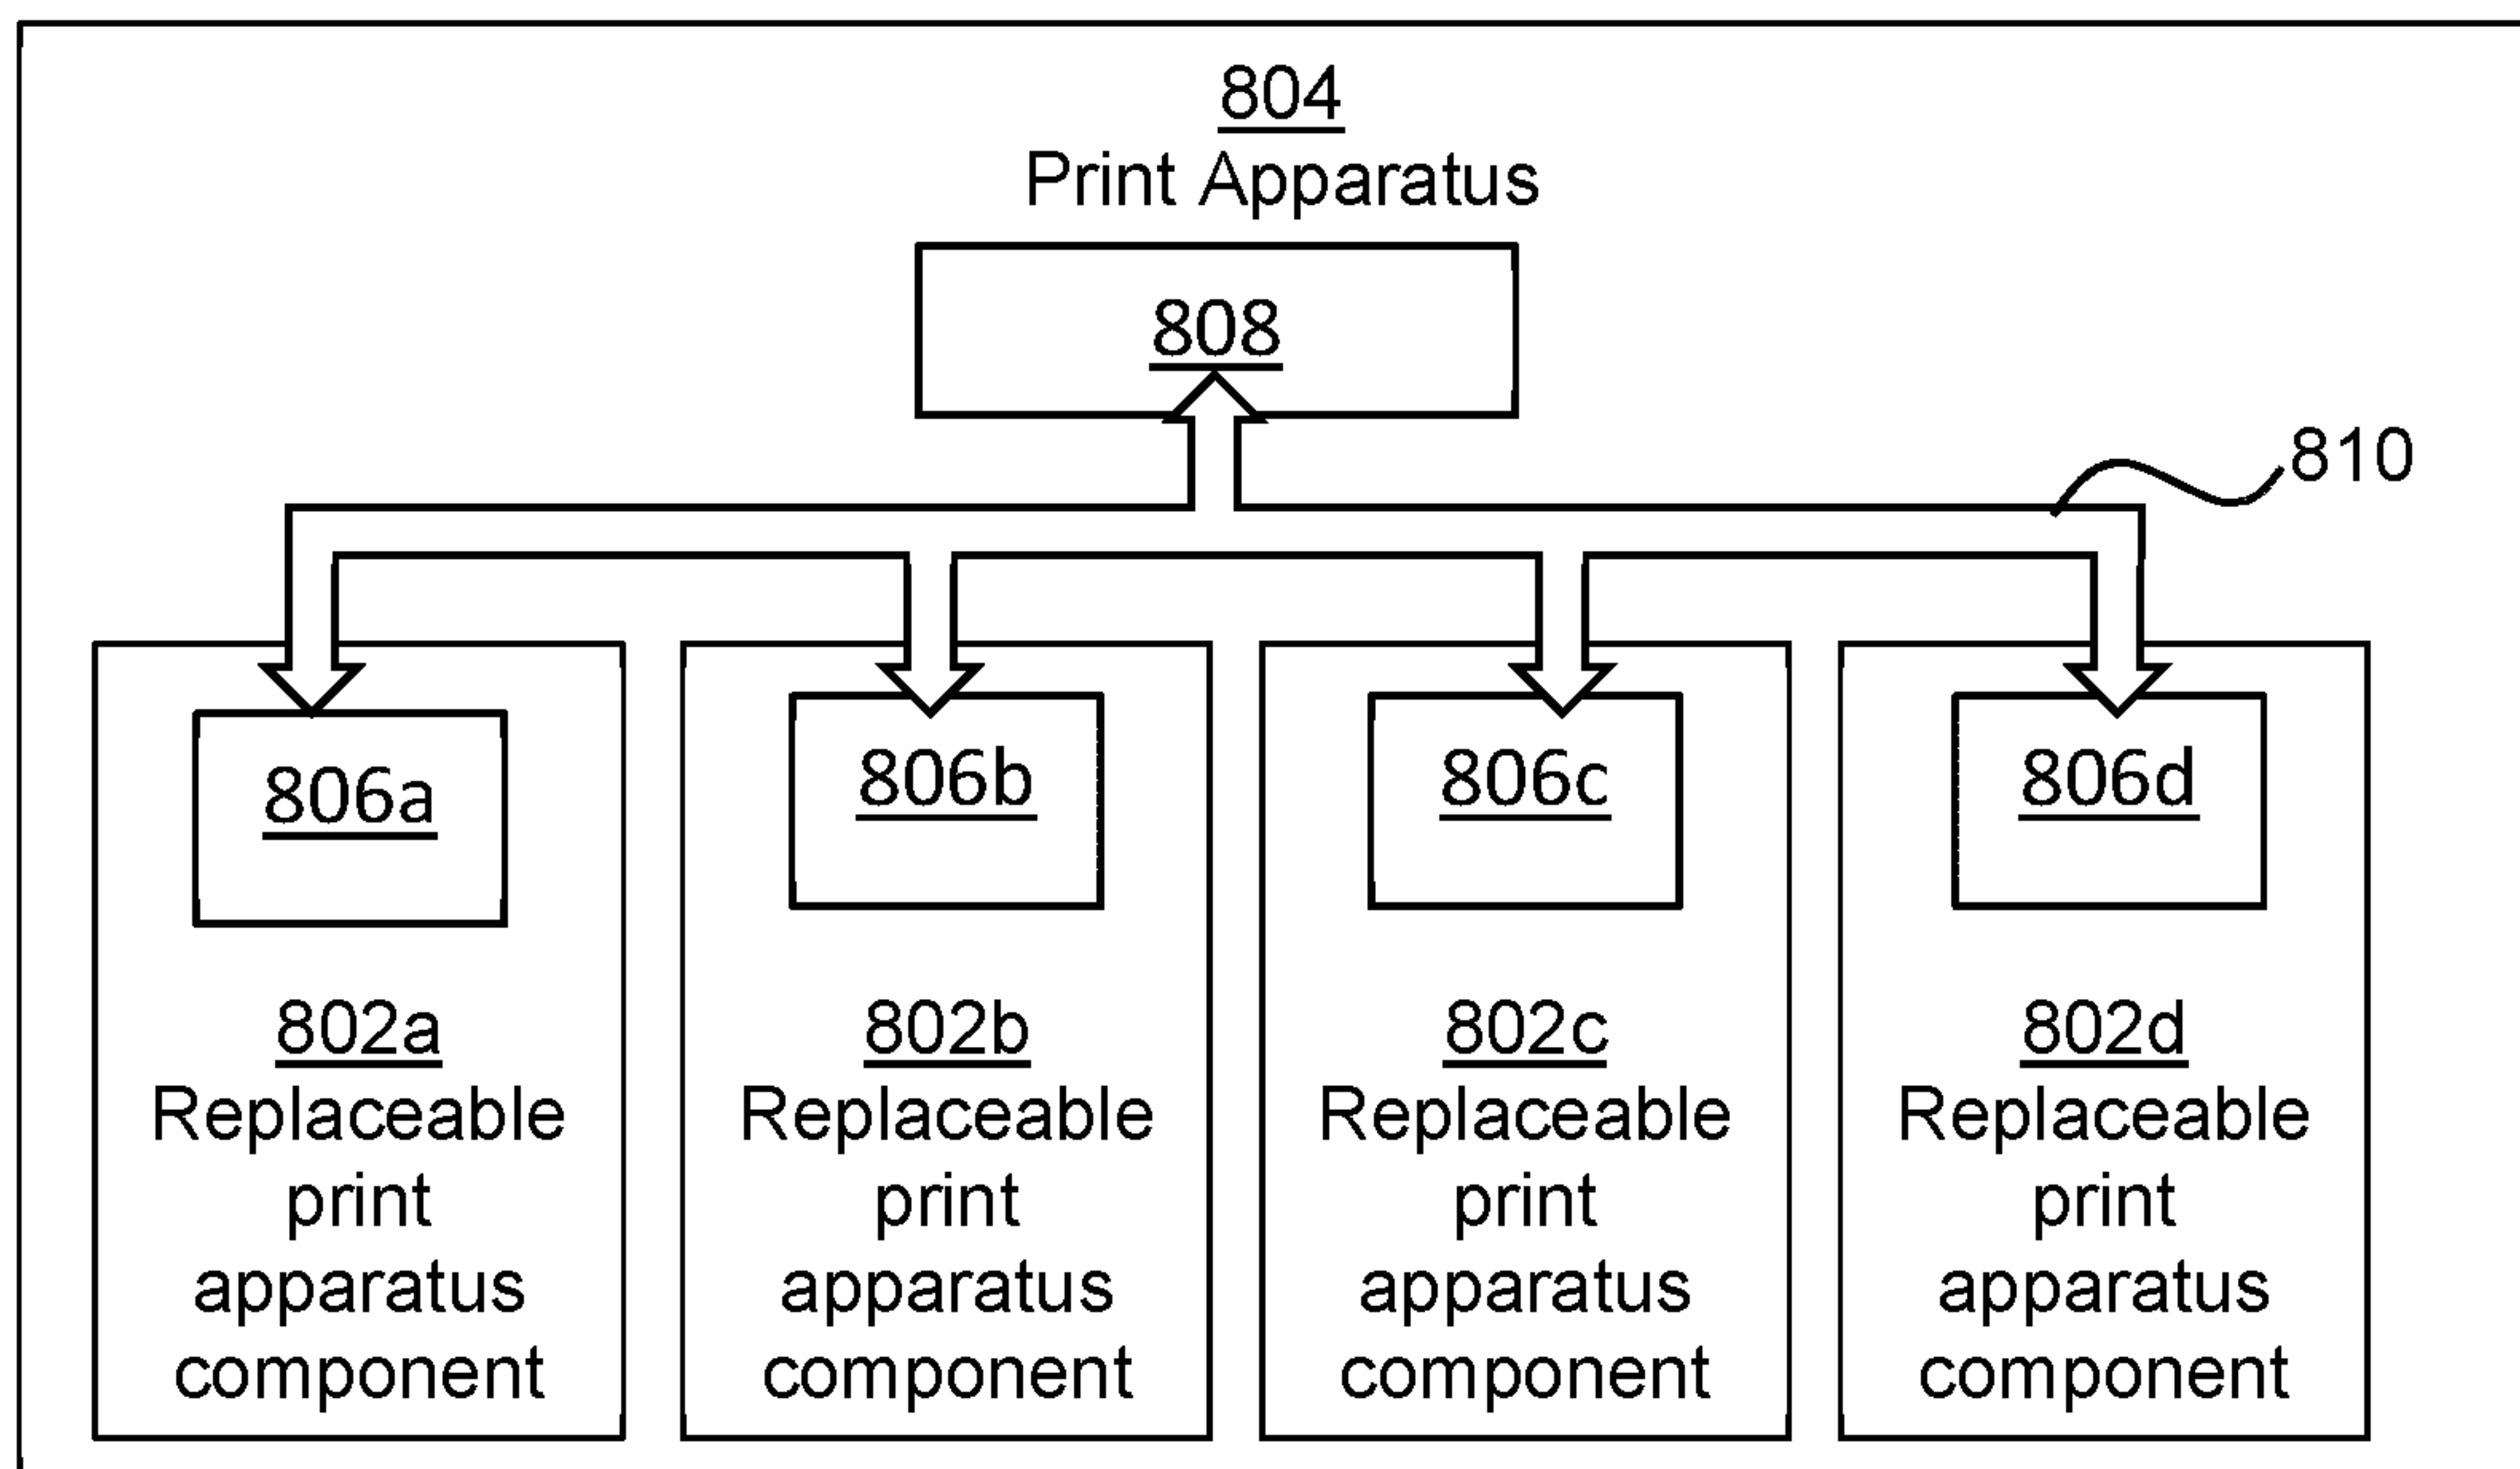 804
Print Apparatus
808
810
806a
806b
806c
806d
802a
Replaceable
print
apparatus
component
802b
Replaceable
print
apparatus
component
802c
Replaceable
print
apparatus
component
802d
Replaceable
print
apparatus
component